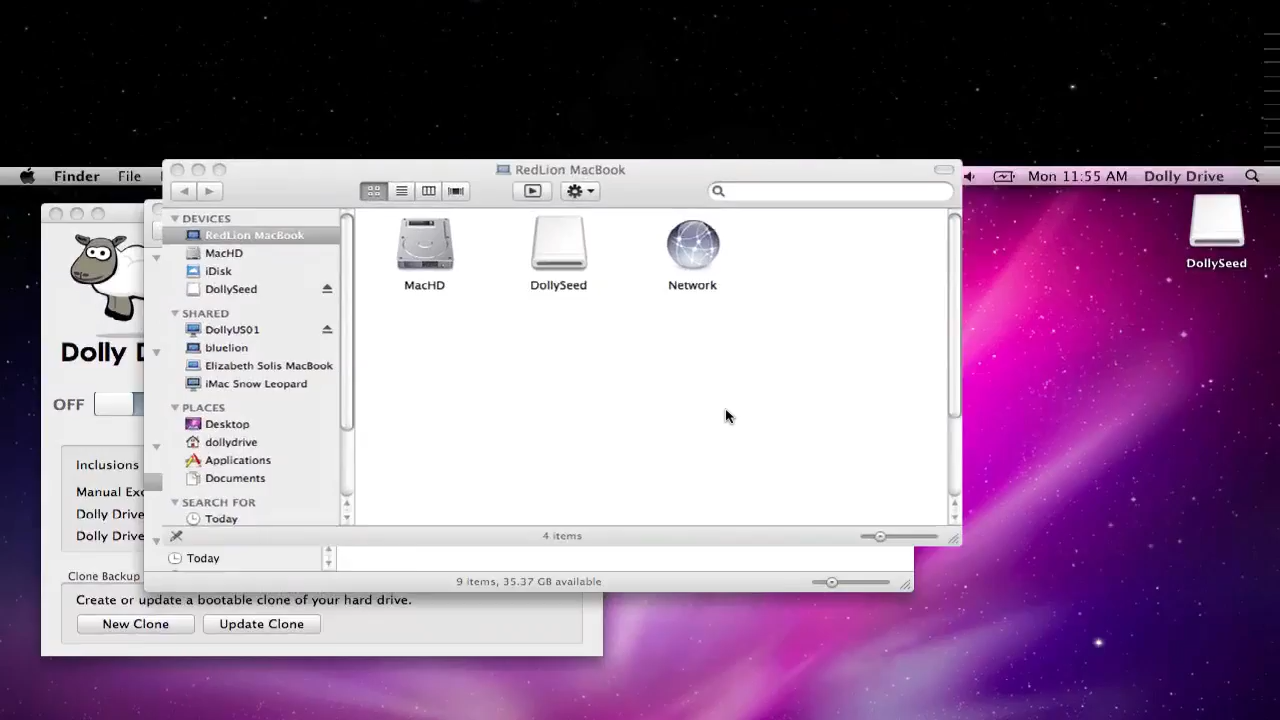 Finder File
Mon 11:55 AM Dolly Drive
RedLion MacBook
DEVICES
RedLion MacBook
MacHD
iDisk
DollySeed
SHARED
DollyUS01
bluelion
Elizabeth Solis MacBook
iMac Snow Leopard
PLACES
Desktop
dollydrive
Applications
Documents
SEARCH FOR
Today
MacHD
DollySeed
Network
4 items
DollySeed
Today
9 items, 35.37 GB available
Dolly
OFF
Inclusions
Manual
Dolly Drive
Dolly Drive
Clone Backup
Create or update a bootable clone of your hard drive.
New Clone
Update Clone